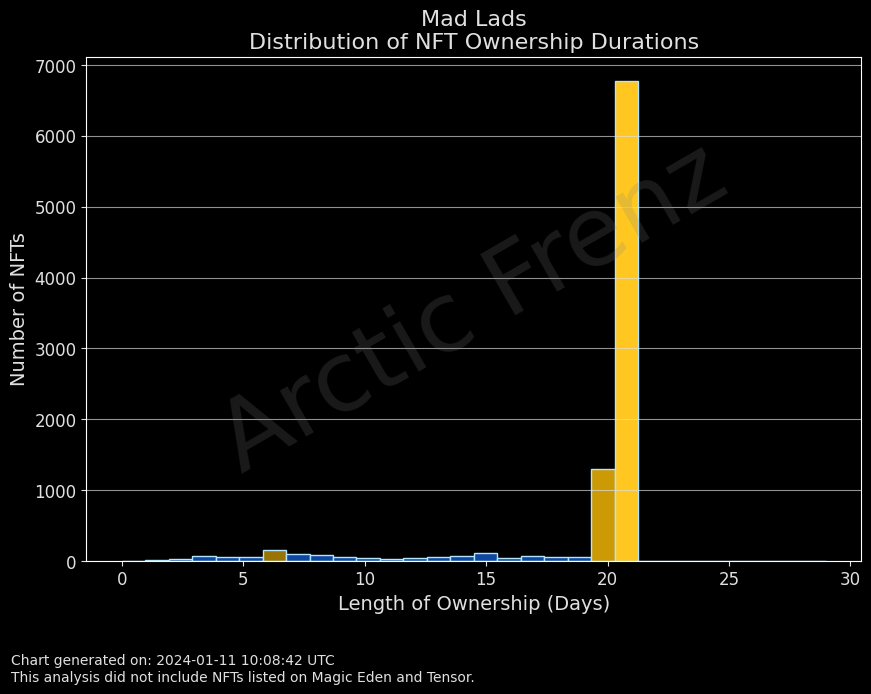 Mad Lads
Distribution of NFT Ownership Durations
7000
6000
5000
4000
3000
2000
1000
0
Number of NFTs
Arctic Frenz
0 5 10 15 20 25 30
Length of Ownership (Days)
Chart generated on: 2024-01-11 10:08:42 UTC
This analysis did not include NFTs listed on Magic Eden and Tensor.